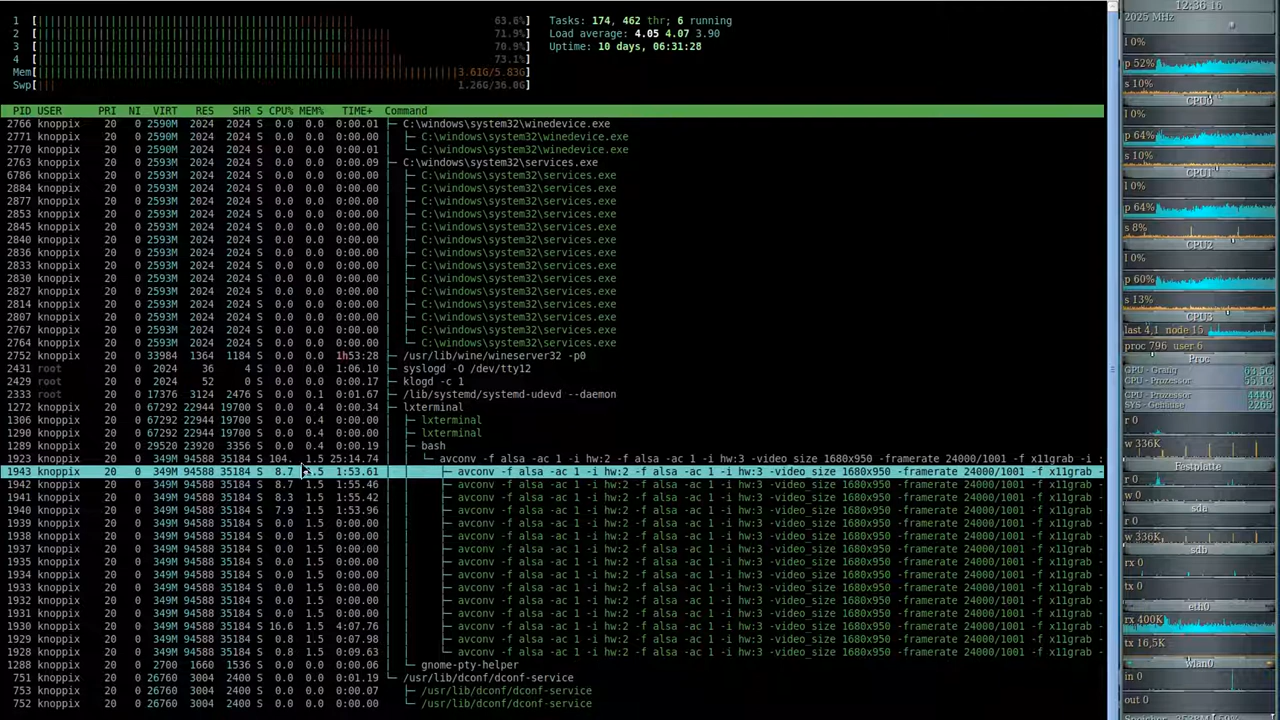 1 [ 63.6%]
2 [ 71.9%]
3 [ 70.9%]
4 [ 73.1%]
Mem[ 3.61G/5.83G]
Swp[ 1.26G/36.0G]
Tasks: 174, 462 thr; 6 running
Load average: 4.05 4.07 3.90
Uptime: 10 days, 06:31:28
PID USER PRI NI VIRT RES SHR S CPU% MEM% TIME+ Command
2766 knoppix 20 0 2590M 2024 2024 S 0.0 0.0 0:00.01 C:\windows\system32\winedevice.exe
2771 knoppix 20 0 2590M 2024 2024 S 0.0 0.0 0:00.00 C:\windows\system32\winedevice.exe
2770 knoppix 20 0 2590M 2024 2024 S 0.0 0.0 0:00.01 C:\windows\system32\winedevice.exe
2763 knoppix 20 0 2593M 2024 2024 S 0.0 0.0 0:00.09 C:\windows\system32\services.exe
6786 knoppix 20 0 2593M 2024 2024 S 0.0 0.0 0:00.00 C:\windows\system32\services.exe
2884 knoppix 20 0 2593M 2024 2024 S 0.0 0.0 0:00.00 C:\windows\system32\services.exe
2877 knoppix 20 0 2593M 2024 2024 S 0.0 0.0 0:00.00 C:\windows\system32\services.exe
2853 knoppix 20 0 2593M 2024 2024 S 0.0 0.0 0:00.00 C:\windows\system32\services.exe
2845 knoppix 20 0 2593M 2024 2024 S 0.0 0.0 0:00.00 C:\windows\system32\services.exe
2840 knoppix 20 0 2593M 2024 2024 S 0.0 0.0 0:00.00 C:\windows\system32\services.exe
2836 knoppix 20 0 2593M 2024 2024 S 0.0 0.0 0:00.00 C:\windows\system32\services.exe
2833 knoppix 20 0 2593M 2024 2024 S 0.0 0.0 0:00.00 C:\windows\system32\services.exe
2830 knoppix 20 0 2593M 2024 2024 S 0.0 0.0 0:00.00 C:\windows\system32\services.exe
2827 knoppix 20 0 2593M 2024 2024 S 0.0 0.0 0:00.00 C:\windows\system32\services.exe
2814 knoppix 20 0 2593M 2024 2024 S 0.0 0.0 0:00.00 C:\windows\system32\services.exe
2807 knoppix 20 0 2593M 2024 2024 S 0.0 0.0 0:00.00 C:\windows\system32\services.exe
2767 knoppix 20 0 2593M 2024 2024 S 0.0 0.0 0:00.00 C:\windows\system32\services.exe
2764 knoppix 20 0 2593M 2024 2024 S 0.0 0.0 0:00.00 C:\windows\system32\services.exe
2752 knoppix 20 0 33984 1364 1184 S 0.0 0.0 1h53:28 /usr/lib/wine/wineserver32 -p0
2431 root 20 0 2024 36 4 S 0.0 0.0 1:06.10 syslogd -O /dev/tty12
2429 root 20 0 2024 52 0 S 0.0 0.0 0:00.17 klogd -c 1
2333 root 20 0 17376 3124 2476 S 0.0 0.1 0:01.67 /lib/systemd/systemd-udevd --daemon
1272 knoppix 20 0 67292 22944 19700 S 0.0 0.4 0:00.34 lxterminal
1306 knoppix 20 0 67292 22944 19700 S 0.0 0.4 0:00.00 lxterminal
1290 knoppix 20 0 67292 22944 19700 S 0.0 0.4 0:00.00 lxterminal
1289 knoppix 20 0 29520 23920 3356 S 0.0 0.4 0:00.19 bash
1923 knoppix 20 0 349M 94588 35184 S 104. 1.5 25:14.74 avconv -f alsa -ac 1 -i hw:2 -f alsa -ac 1 -i hw:3 -video_size 1680x950 -framerate 24000/1001 -f x11grab -i :
1943 knoppix 20 0 349M 94588 35184 S 8.7 .5 1:53.61 avconv -f alsa -ac 1 -i hw:2 -f alsa -ac 1 -i hw:3 -video_size 1680x950 -framerate 24000/1001 -f x11grab -
1942 knoppix 20 0 349M 94588 35184 S 8.7 1.5 1:55.46 avconv -f alsa -ac 1 -i hw:2 -f alsa -ac 1 -i hw:3 -video_size 1680x950 -framerate 24000/1001 -f x11grab -
1941 knoppix 20 0 349M 94588 35184 S 8.3 1.5 1:55.42 avconv -f alsa -ac 1 -i hw:2 -f alsa -ac 1 -i hw:3 -video_size 1680x950 -framerate 24000/1001 -f x11grab -
1940 knoppix 20 0 349M 94588 35184 S 7.9 1.5 1:53.96 avconv -f alsa -ac 1 -i hw:2 -f alsa -ac 1 -i hw:3 -video_size 1680x950 -framerate 24000/1001 -f x11grab -
1939 knoppix 20 0 349M 94588 35184 S 0.0 1.5 0:00.00 avconv -f alsa -ac 1 -i hw:2 -f alsa -ac 1 -i hw:3 -video_size 1680x950 -framerate 24000/1001 -f x11grab -
1938 knoppix 20 0 349M 94588 35184 S 0.0 1.5 0:00.00 avconv -f alsa -ac 1 -i hw:2 -f alsa -ac 1 -i hw:3 -video_size 1680x950 -framerate 24000/1001 -f x11grab -
1937 knoppix 20 0 349M 94588 35184 S 0.0 1.5 0:00.00 avconv -f alsa -ac 1 -i hw:2 -f alsa -ac 1 -i hw:3 -video_size 1680x950 -framerate 24000/1001 -f x11grab -
1935 knoppix 20 0 349M 94588 35184 S 0.0 1.5 0:00.00 avconv -f alsa -ac 1 -i hw:2 -f alsa -ac 1 -i hw:3 -video_size 1680x950 -framerate 24000/1001 -f x11grab -
1934 knoppix 20 0 349M 94588 35184 S 0.0 1.5 0:00.00 avconv -f alsa -ac 1 -i hw:2 -f alsa -ac 1 -i hw:3 -video_size 1680x950 -framerate 24000/1001 -f x11grab -
1933 knoppix 20 0 349M 94588 35184 S 0.0 1.5 0:00.00 avconv -f alsa -ac 1 -i hw:2 -f alsa -ac 1 -i hw:3 -video_size 1680x950 -framerate 24000/1001 -f x11grab -
1932 knoppix 20 0 349M 94588 35184 S 0.0 1.5 0:00.00 avconv -f alsa -ac 1 -i hw:2 -f alsa -ac 1 -i hw:3 -video_size 1680x950 -framerate 24000/1001 -f x11grab -
1931 knoppix 20 0 349M 94588 35184 S 0.0 1.5 0:00.00 avconv -f alsa -ac 1 -i hw:2 -f alsa -ac 1 -i hw:3 -video_size 1680x950 -framerate 24000/1001 -f x11grab -
1930 knoppix 20 0 349M 94588 35184 S 16.6 1.5 4:07.76 avconv -f alsa -ac 1 -i hw:2 -f alsa -ac 1 -i hw:3 -video_size 1680x950 -framerate 24000/1001 -f x11grab -
1929 knoppix 20 0 349M 94588 35184 S 0.8 1.5 0:07.98 avconv -f alsa -ac 1 -i hw:2 -f alsa -ac 1 -i hw:3 -video_size 1680x950 -framerate 24000/1001 -f x11grab -
1928 knoppix 20 0 349M 94588 35184 S 0.8 1.5 0:09.63 avconv -f alsa -ac 1 -i hw:2 -f alsa -ac 1 -i hw:3 -video_size 1680x950 -framerate 24000/1001 -f x11grab -
1288 knoppix 20 0 2700 1660 1536 S 0.0 0.0 0:00.06 gnome-pty-helper
751 knoppix 20 0 26760 3004 2400 S 0.0 0.0 0:01.19 /usr/lib/dconf/dconf-service
753 knoppix 20 0 26760 3004 2400 S 0.0 0.0 0:00.07 /usr/lib/dconf/dconf-service
752 knoppix 20 0 26760 3004 2400 S 0.0 0.0 0:00.00 /usr/lib/dconf/dconf-service
12:36 16
2025 MHz
I 0%
p 52%
s 10%
CPU0
I 0%
p 64%
s 10%
CPU1
I 0%
p 64%
s 8%
CPU2
I 0%
p 60%
s 13%
CPU3
last 4,1 node 15
proc 796 user 6
Proc
GPU - Grafikq 63.5C
CPU - Prozessor 55.1C
CPU - Prozessor 4440
SYS - Gehäuse 2265
r 0
w 336K
Festplatte
r 0
w 0
sda
r 0
w 336K
sdb
rx 0
tx 0
eth0
rx 400K
tx 16,5K
wlan0
in 0
out 0